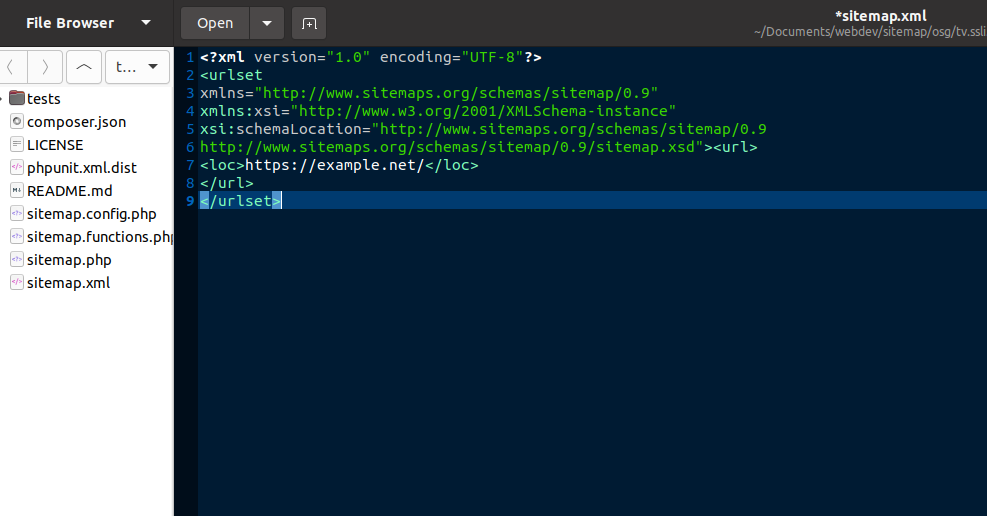 File Browser
Open
*sitemap.xml
~/Documents/webdev/sitemap/osg/tv.ssli
t...
tests
composer.json
LICENSE
phpunit.xml.dist
README.md
sitemap.config.php
sitemap.functions.php
sitemap.php
sitemap.xml
1 <?xml version="1.0" encoding="UTF-8"?>
2 <urlset
3 xmlns="http://www.sitemaps.org/schemas/sitemap/0.9"
4 xmlns:xsi="http://www.w3.org/2001/XMLSchema-instance"
5 xsi:schemaLocation="http://www.sitemaps.org/schemas/sitemap/0.9
6 http://www.sitemaps.org/schemas/sitemap/0.9/sitemap.xsd"><url>
7 <loc>https://example.net/</loc>
8 </url>
9 </urlset>